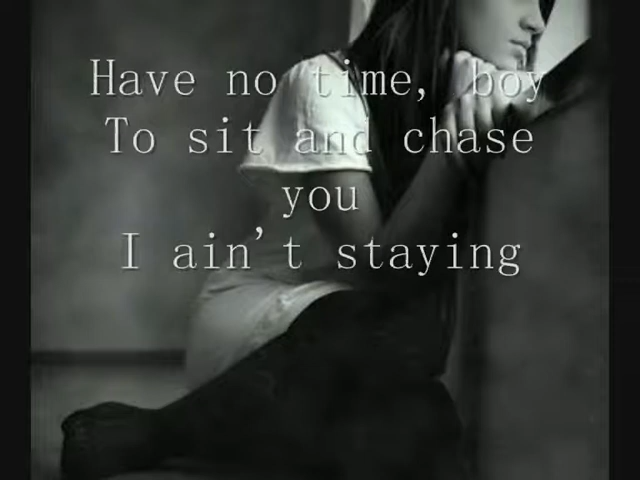 Have no time, boy
To sit and chase
you
I ain't staying